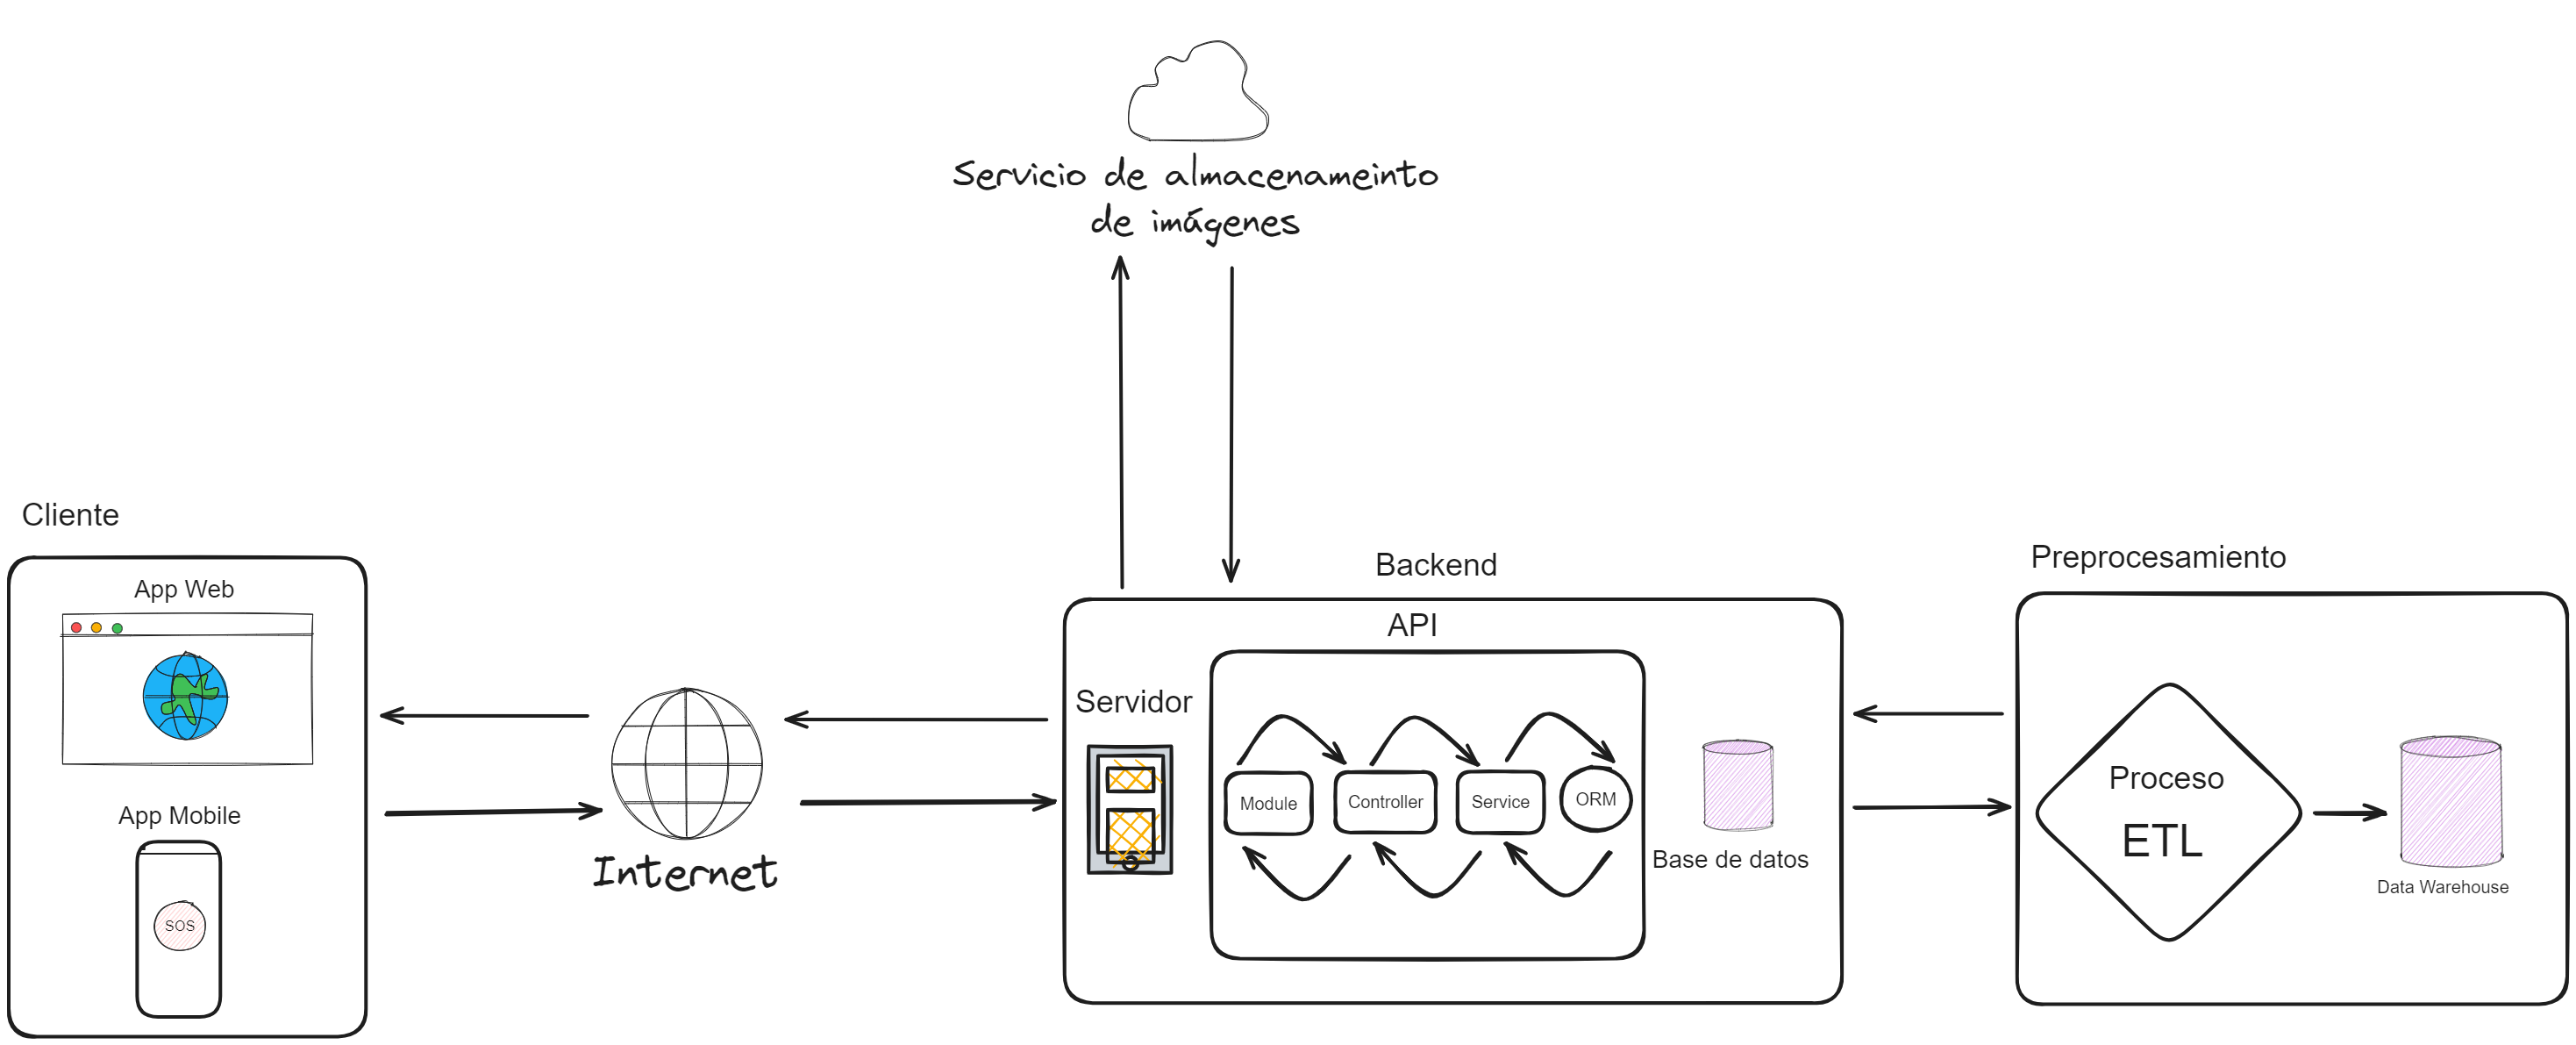 Servicio de almacenameinto
de imágenes
Cliente
App Web
App Mobile
SOS
Internet
Backend
API
Servidor
Module
Controller
Service
ORM
Base de datos
Preprocesamiento
Proceso
ETL
Data Warehouse